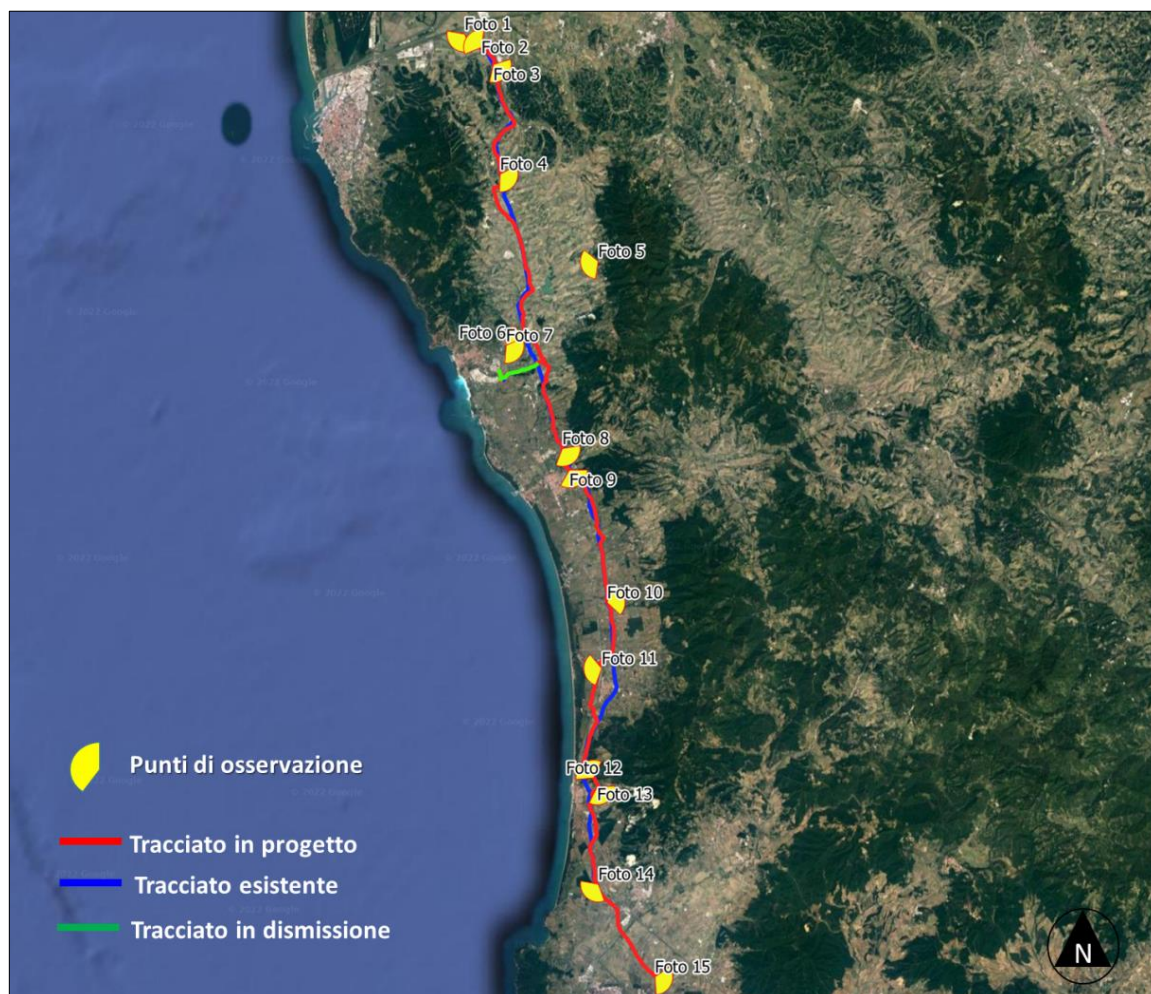 Foto 1
Foto 2
Foto 3
Foto 4
Foto 5
Foto 6
Foto 7
Foto 8
Foto 9
Foto 10
Foto 11
Foto 12
Foto 13
Foto 14
Foto 15
Punti di osservazione
Tracciato in progetto
Tracciato esistente
Tracciato in dismissione
N